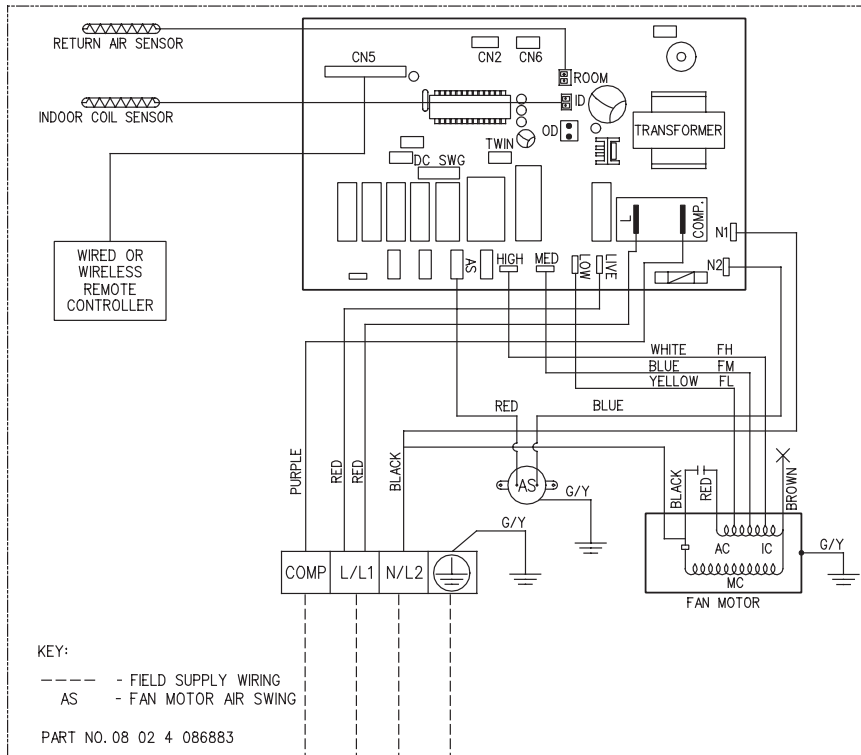 RETURN AIR SENSOR
CN5
CN2
CN6
ROOM
INDOOR COIL SENSOR
ID
OD
TWIN
TRANSFORMER
DC SWG
L
COMP.
N1
N2
WIRED OR
WIRELESS
REMOTE
CONTROLLER
AS
HIGH
MED
LOW
LIVE
WHITE FH
BLUE FM
YELLOW FL
RED
BLUE
PURPLE
RED
RED
BLACK
AS
G/Y
G/Y
BLACK
RED
BROWN
AC
IC
MC
G/Y
FAN MOTOR
COMP
L/L1
N/L2
KEY:
---- - FIELD SUPPLY WIRING
AS - FAN MOTOR AIR SWING
PART NO. 08 02 4 086883